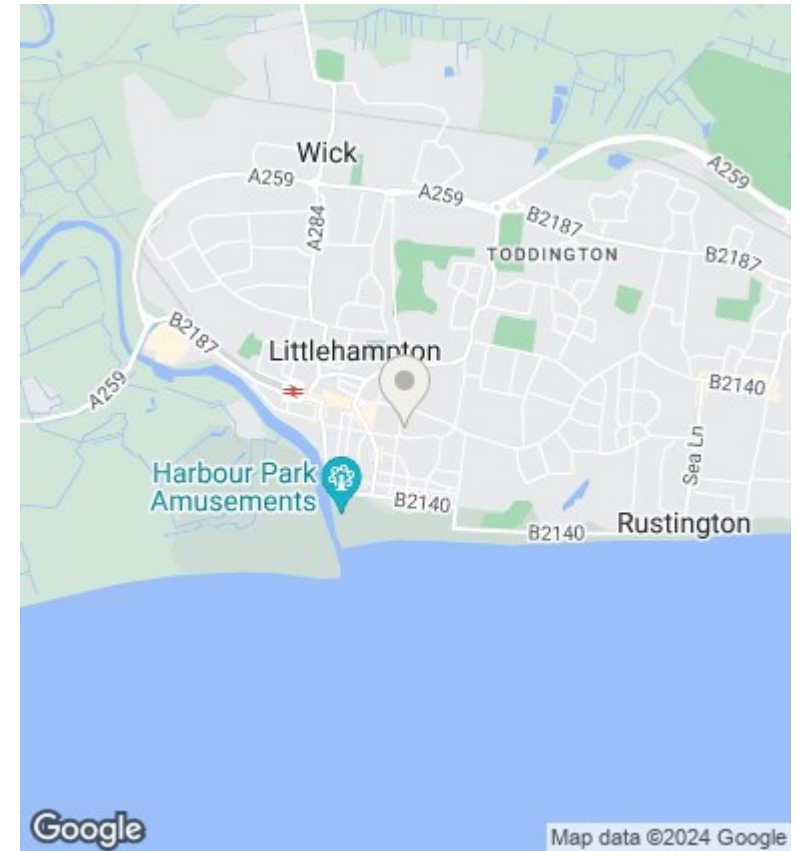 Wick
A259
A259
A259
A284
B2187
TODDINGTON
B2187
B2187
Littlehampton
A259
B2140
Sea Ln
Harbour Park
Amusements
B2140
B2140
Rustington
Google
Map data ©2024 Google